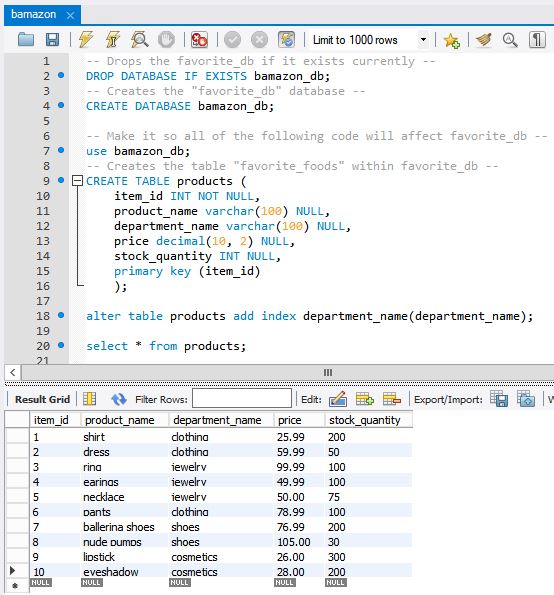 bamazon ×
Limit to 1000 rows
1 -- Drops the favorite_db if it exists currently --
2 DROP DATABASE IF EXISTS bamazon_db;
3 -- Creates the "favorite_db" database --
4 CREATE DATABASE bamazon_db;
5
6 -- Make it so all of the following code will affect favorite_db --
7 use bamazon_db;
8 -- Creates the table "favorite_foods" within favorite_db --
9 CREATE TABLE products (
10 item_id INT NOT NULL,
11 product_name varchar(100) NULL,
12 department_name varchar(100) NULL,
13 price decimal(10, 2) NULL,
14 stock_quantity INT NULL,
15 primary key (item_id)
16 );
17
18 alter table products add index department_name(department_name);
19
20 select * from products;
21
Result Grid Filter Rows: Edit: Export/Import: W
item_id product_name department_name price stock_quantity
1 shirt clothing 25.99 200
2 dress clothing 59.99 50
3 ring jewelry 99.99 100
4 earings jewelry 49.99 100
5 necklace jewelry 50.00 75
6 pants clothing 78.99 100
7 ballerina shoes shoes 76.99 200
8 nude pumps shoes 105.00 30
9 lipstick cosmetics 26.00 300
10 eyeshadow cosmetics 28.00 200
NULL NULL NULL NULL NULL